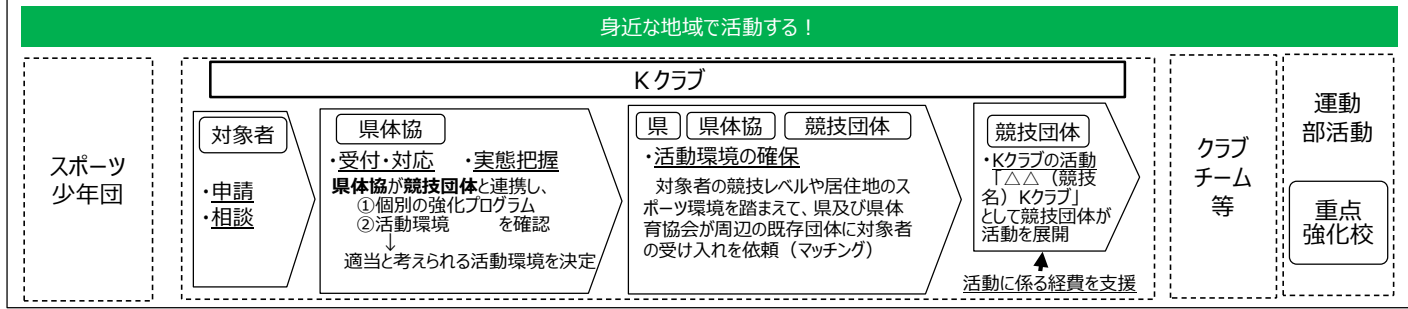 身近な地域で活動する!
スポーツ
少年団
Kクラブ
対象者
・申請
・相談
県体協
・受付・対応 ・実態把握
県体協が競技団体と連携し、
①個別の強化プログラム
②活動環境 を確認
↓
適当と考えられる活動環境を決定
県 県体協 競技団体
・活動環境の確保
対象者の競技レベルや居住地のス
ポーツ環境を踏まえて、県及び県体
育協会が周辺の既存団体に対象者
の受け入れを依頼(マッチング)
競技団体
・Kクラブの活動
「△△(競技
名)Kクラブ」
として競技団体が
活動を展開
活動に係る経費を支援
クラブ
チーム
等
運動
部活動
重点
強化校